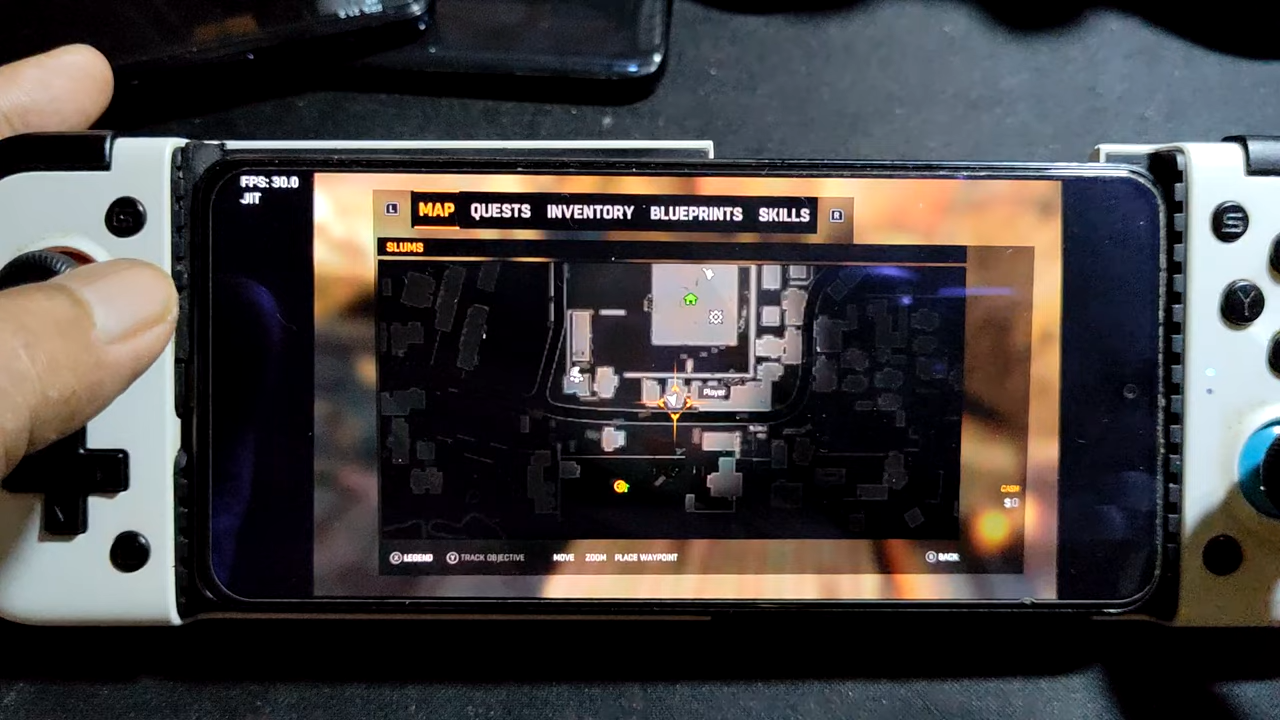 FPS: 30.0
JIT
L MAP QUESTS INVENTORY BLUEPRINTS SKILLS R
SLUMS
Player
CASH
$0
X LEGEND Y TRACK OBJECTIVE MOVE ZOOM PLACE WAYPOINT B BACK
Y